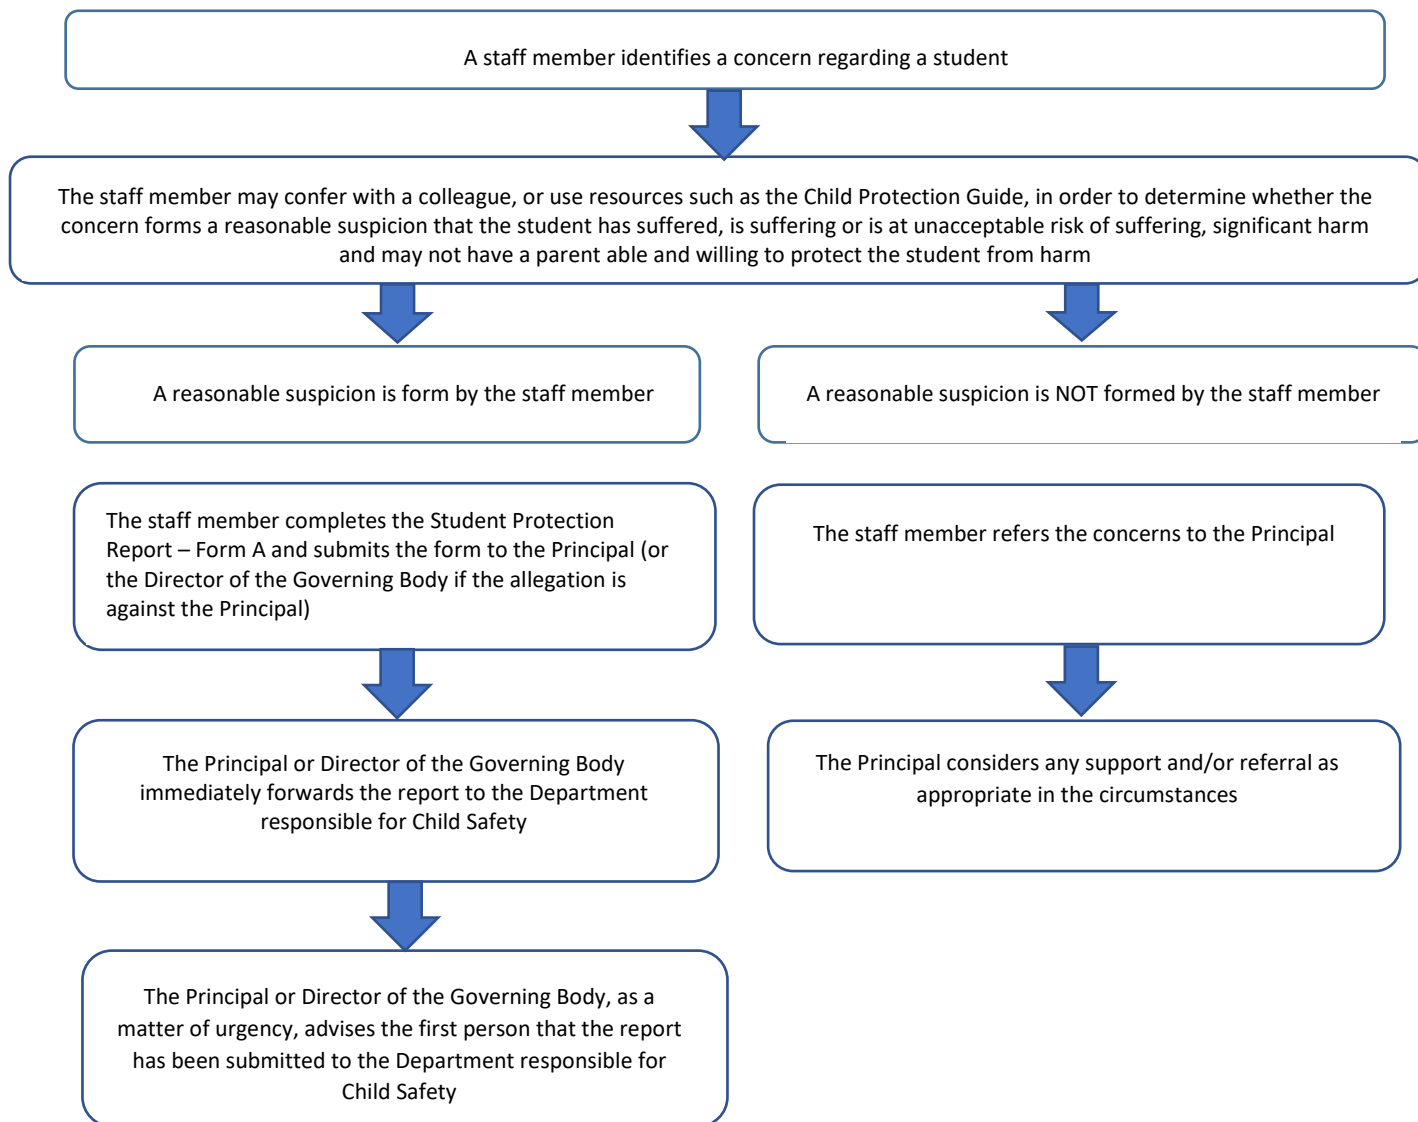 A staff member identifies a concern regarding a student
The staff member may confer with a colleague, or use resources such as the Child Protection Guide, in order to determine whether the
concern forms a reasonable suspicion that the student has suffered, is suffering or is at unacceptable risk of suffering, significant harm
and may not have a parent able and willing to protect the student from harm
A reasonable suspicion is form by the staff member
A reasonable suspicion is NOT formed by the staff member
The staff member completes the Student Protection
Report – Form A and submits the form to the Principal (or
the Director of the Governing Body if the allegation is
against the Principal)
The staff member refers the concerns to the Principal
The Principal or Director of the Governing Body
immediately forwards the report to the Department
responsible for Child Safety
The Principal considers any support and/or referral as
appropriate in the circumstances
The Principal or Director of the Governing Body, as a
matter of urgency, advises the first person that the report
has been submitted to the Department responsible for
Child Safety